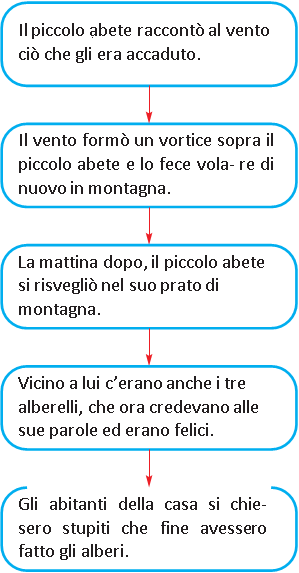 Il piccolo abete raccontò al vento
ciò che gli era accaduto.
Il vento formò un vortice sopra il
piccolo abete e lo fece vola- re di
nuovo in montagna.
La mattina dopo, il piccolo abete
si risvegliò nel suo prato di
montagna.
Vicino a lui c’erano anche i tre
alberelli, che ora credevano alle
sue parole ed erano felici.
Gli abitanti della casa si chie-
sero stupiti che fine avessero
fatto gli alberi.